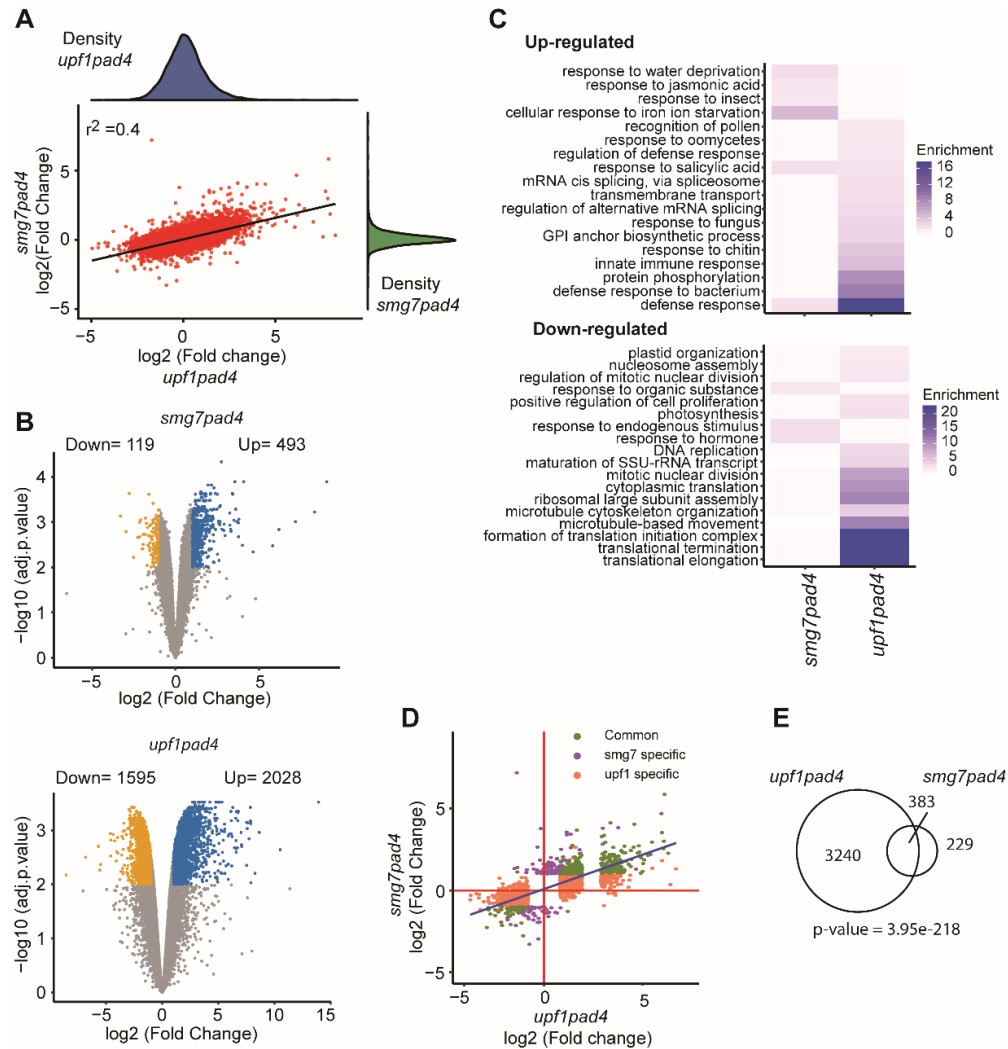 A
Density
upf1pad4
r² =0.4
smg7pad4
log2(Fold Change)
5
0
−5
−5
0
5
log2 (Fold change)
upf1pad4
Density
smg7pad4
B
smg7pad4
Down= 119
Up= 493
−log10 (adj.p.value)
4
3
2
1
0
−5
0
5
log2 (Fold Change)
upf1pad4
Down= 1595
Up= 2028
−log10 (adj.p.value)
3
2
1
0
−5
0
5
10
15
log2 (Fold Change)
C
Up-regulated
response to water deprivation
response to jasmonic acid
response to insect
cellular response to iron ion starvation
recognition of pollen
response to oomycetes
regulation of defense response
response to salicylic acid
mRNA cis splicing, via spliceosome
transmembrane transport
regulation of alternative mRNA splicing
response to fungus
GPI anchor biosynthetic process
response to chitin
innate immune response
protein phosphorylation
defense response to bacterium
defense response
Enrichment
16
12
8
4
0
Down-regulated
plastid organization
nucleosome assembly
regulation of mitotic nuclear division
response to organic substance
positive regulation of cell proliferation
photosynthesis
response to endogenous stimulus
response to hormone
DNA replication
maturation of SSU-rRNA transcript
mitotic nuclear division
cytoplasmic translation
ribosomal large subunit assembly
microtubule cytoskeleton organization
microtubule-based movement
formation of translation initiation complex
translational termination
translational elongation
Enrichment
20
15
10
5
0
smg7pad4
upf1pad4
D
Common
smg7 specific
upf1 specific
smg7pad4
log2 (Fold Change)
5
0
−5
−5
0
5
upf1pad4
log2 (Fold change)
E
upf1pad4
smg7pad4
383
3240
229
p-value = 3.95e-218